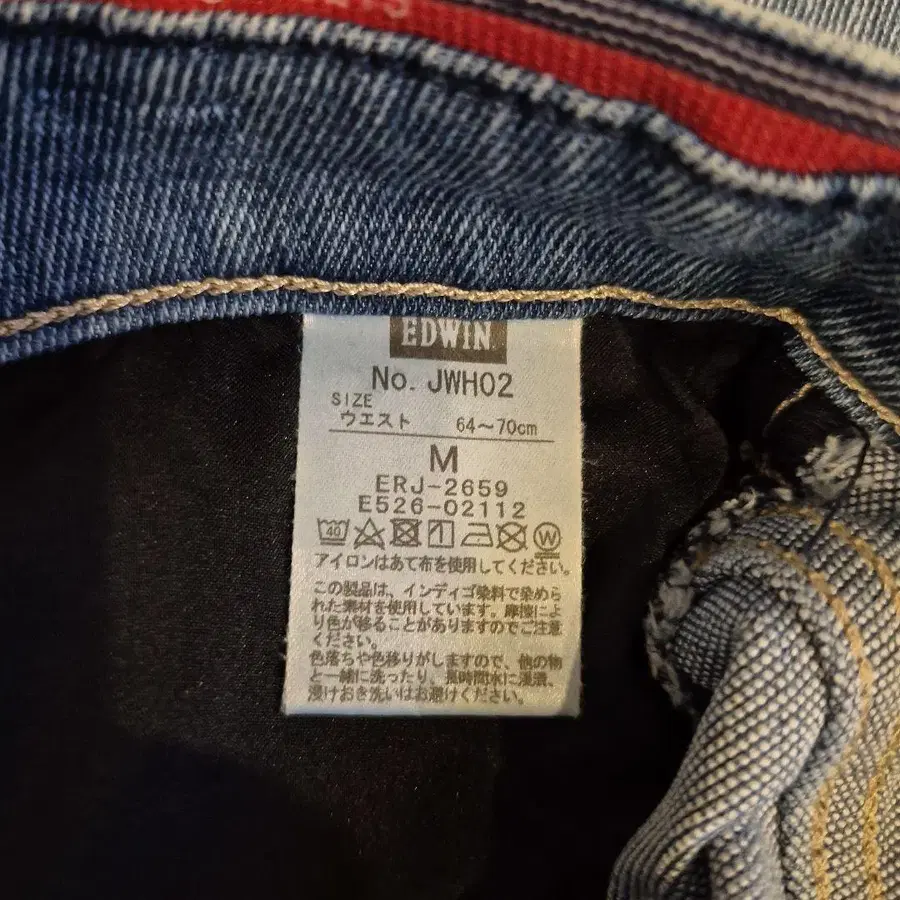 EDWIN
No. JWH02
SIZE
ウエスト 64～70cm
M
ERJ-2659
E526-02112
40 W
アイロンはあて布を使用してください。
この製品は、インディゴ染料で染めら
れた素材を使用しています。摩擦によ
り色が移ることがありますのでご注意
ください。
色落ちや色移りがしますので、他の物
と一緒に洗ったり、長時間水に浸漬、
浸けおき洗いはお避けください。